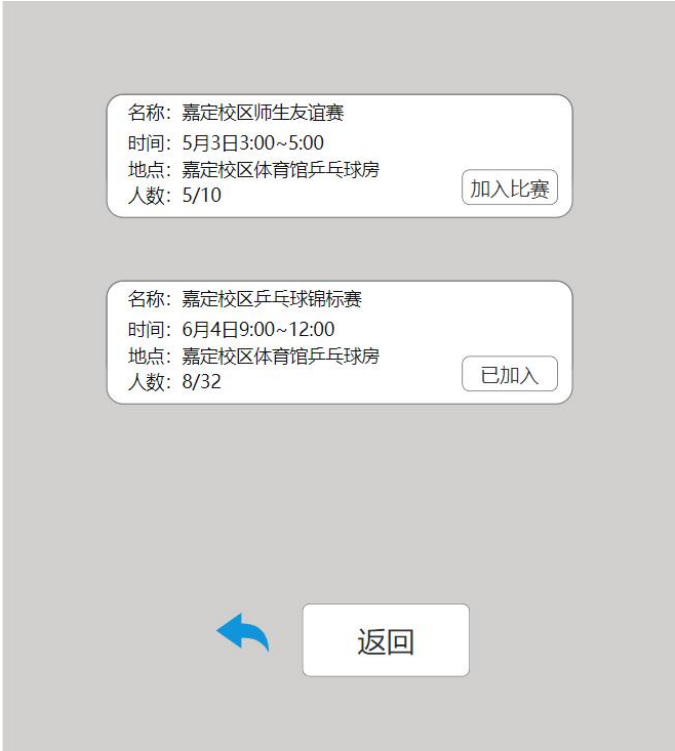 名称：嘉定校区师生友谊赛
时间：5月3日3:00~5:00
地点：嘉定校区体育馆乒乓球房
人数：5/10
加入比赛
名称：嘉定校区乒乓球锦标赛
时间：6月4日9:00~12:00
地点：嘉定校区体育馆乒乓球房
人数：8/32
已加入
返回